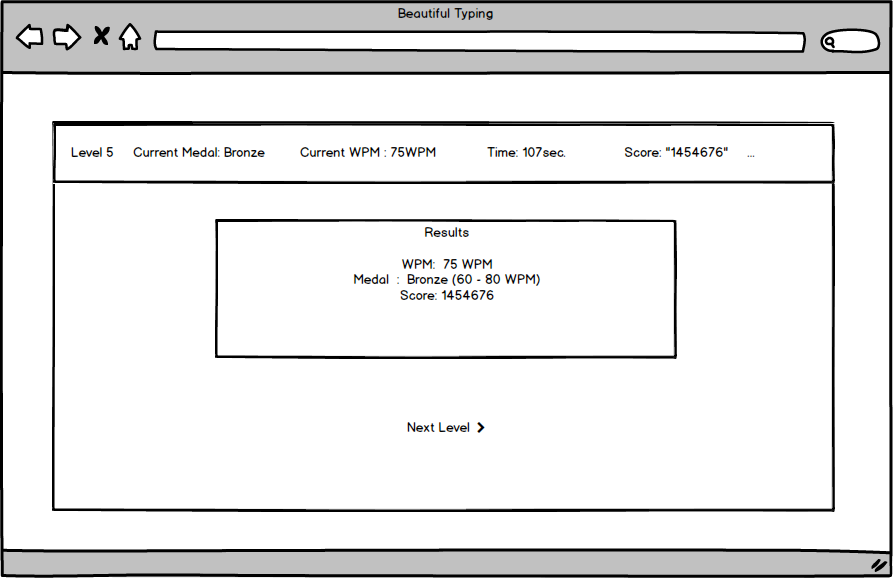 Beautiful Typing
Level 5 Current Medal: Bronze Current WPM : 75WPM Time: 107sec. Score: "1454676" ...
Results
WPM: 75 WPM
Medal : Bronze (60 - 80 WPM)
Score: 1454676
Next Level